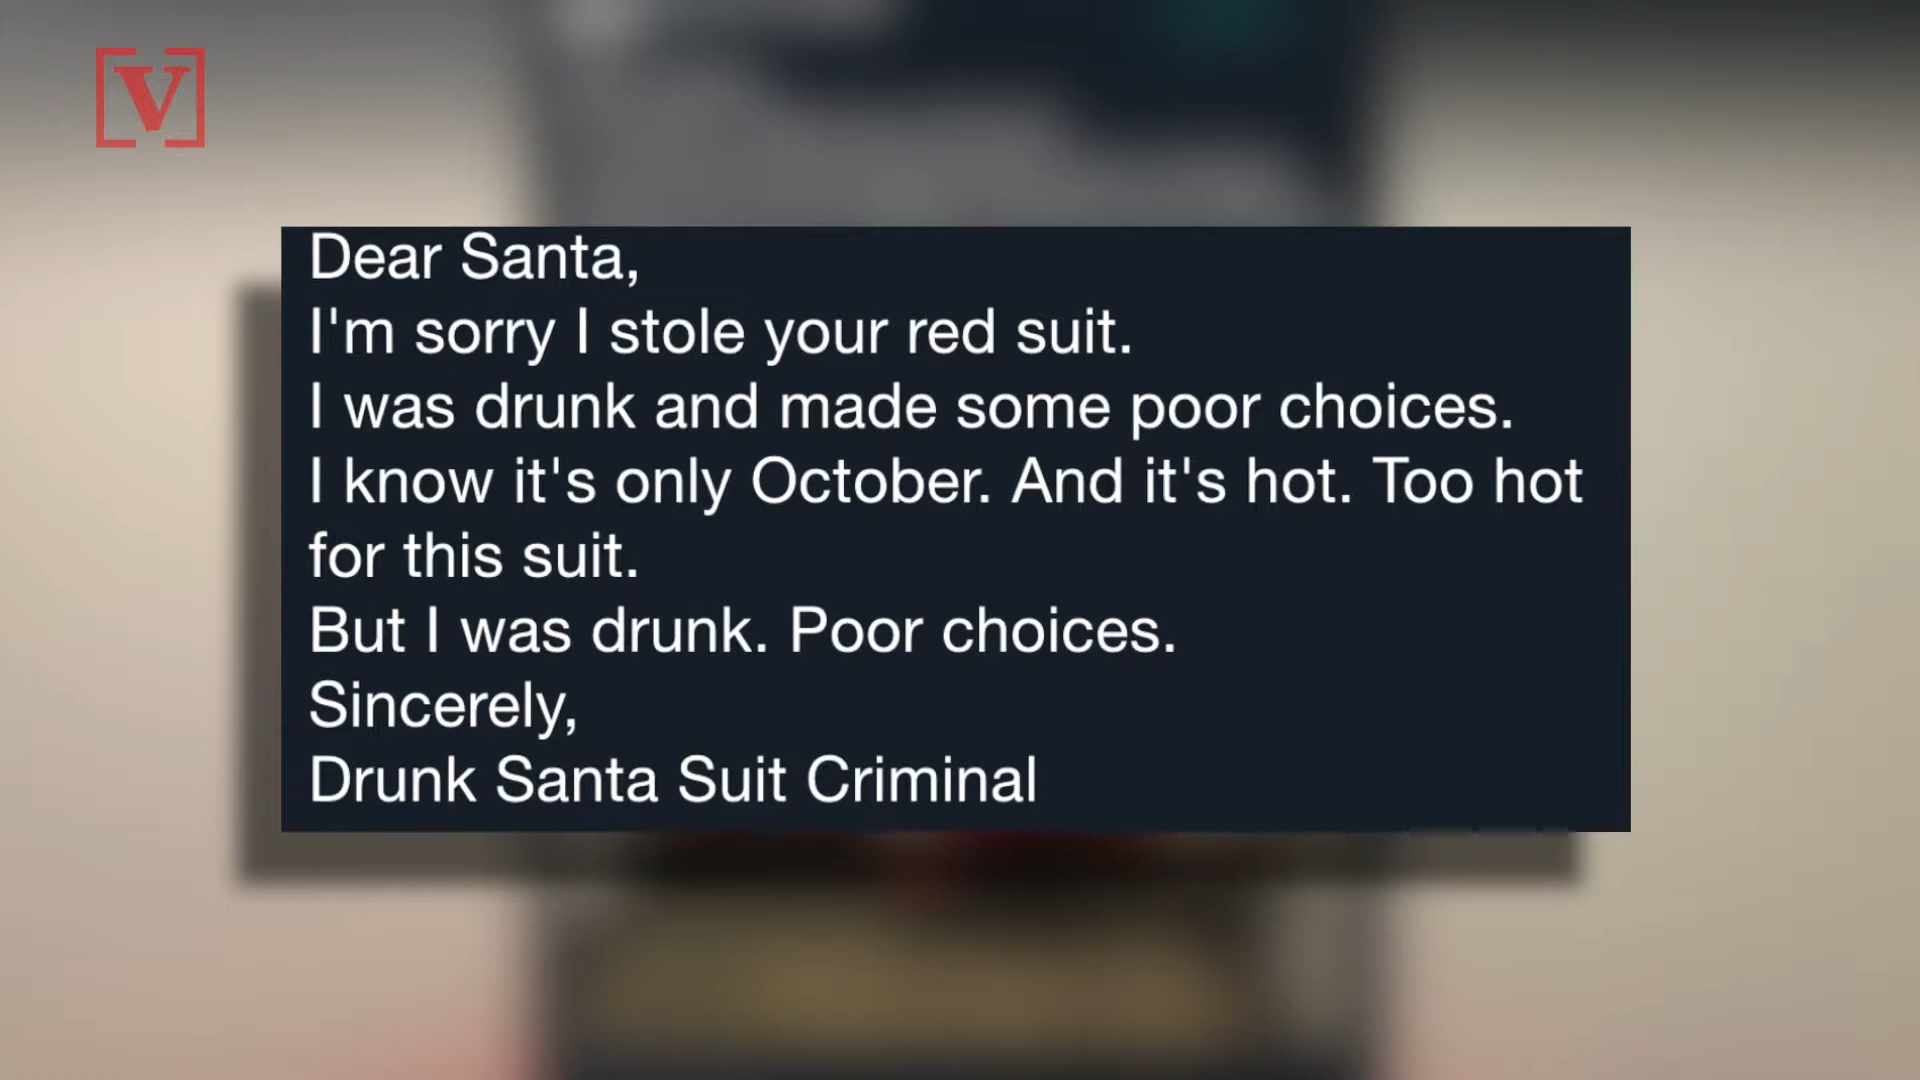 V
Dear Santa,
I'm sorry I stole your red suit.
I was drunk and made some poor choices.
I know it's only October. And it's hot. Too hot
for this suit.
But I was drunk. Poor choices.
Sincerely,
Drunk Santa Suit Criminal